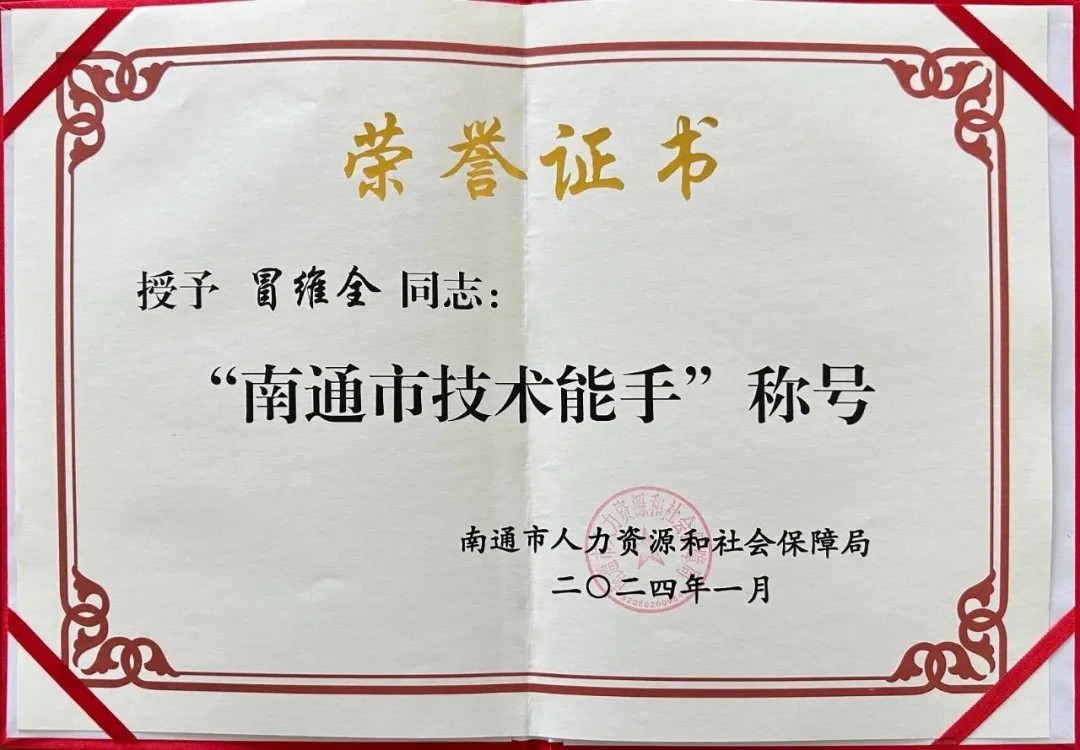 荣誉证书
授予 冒维全 同志：
“南通市技术能手”称号
南通市人力资源和社会保障局
二〇二四年一月